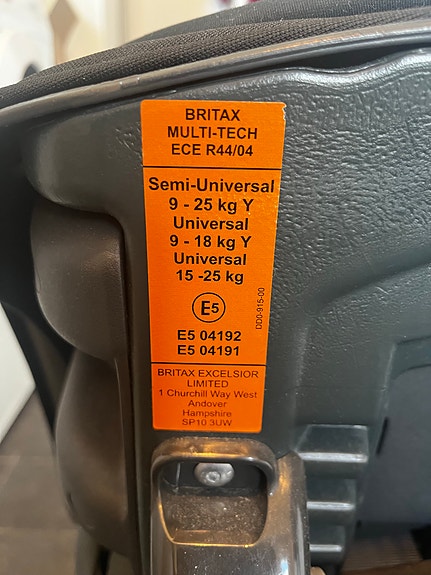 BRITAX
MULTI-TECH
ECE R44/04
Semi-Universal
9 - 25 kg Y
Universal
9 - 18 kg Y
Universal
15 -25 kg
E5
DD0-915-00
E5 04192
E5 04191
BRITAX EXCELSIOR
LIMITED
1 Churchill Way West
Andover
Hampshire
SP10 3UW